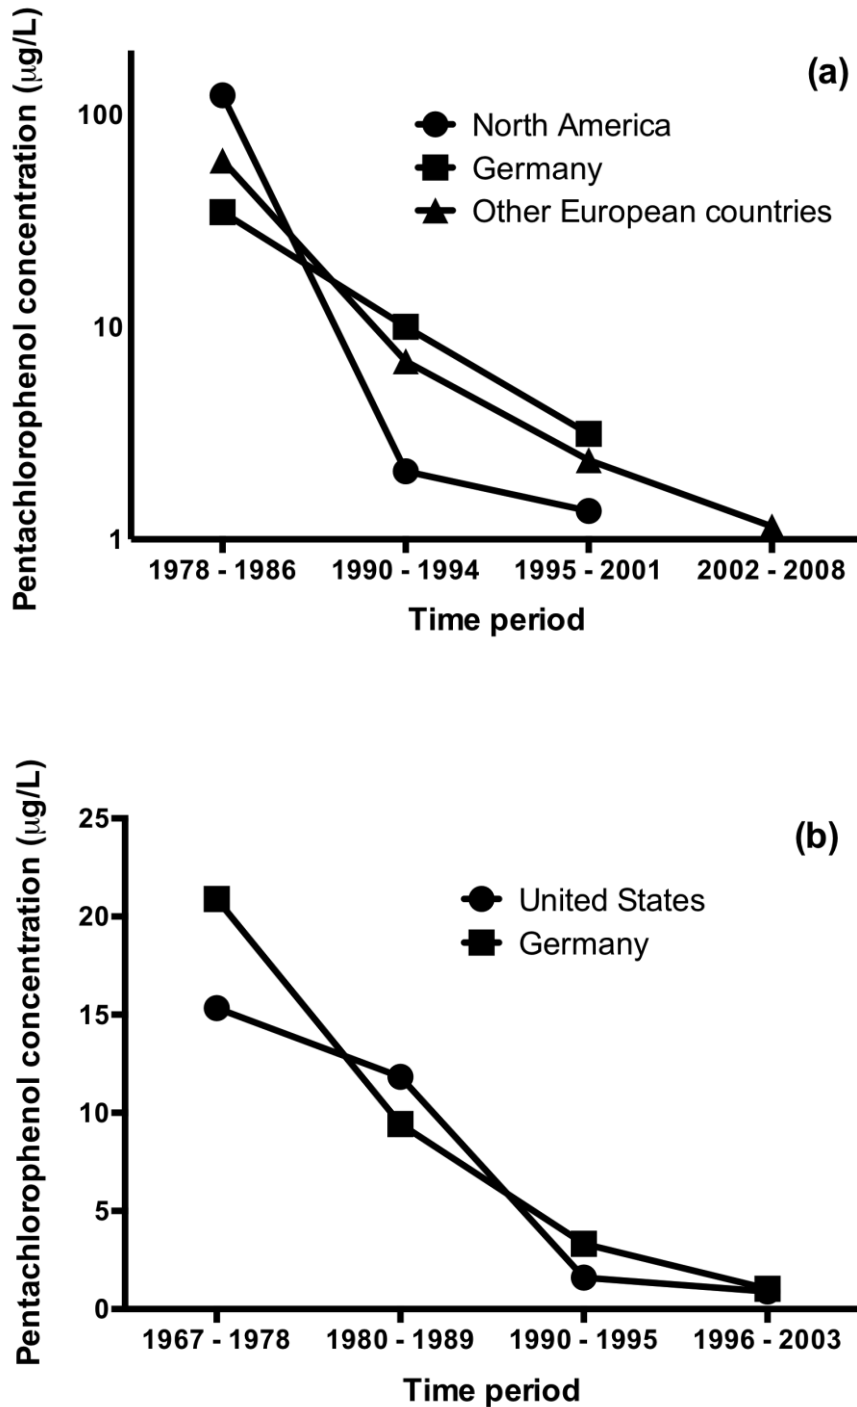 (a)
Pentachlorophenol concentration (μg/L)
100
10
1
North America
Germany
Other European countries
1978 - 1986
1990 - 1994
1995 - 2001
2002 - 2008
Time period
(b)
Pentachlorophenol concentration (μg/L)
25
20
15
10
5
0
United States
Germany
1967 - 1978
1980 - 1989
1990 - 1995
1996 - 2003
Time period